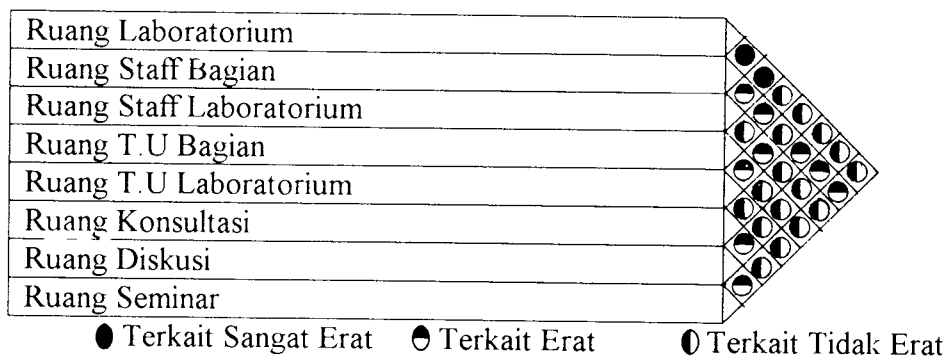 Ruang Laboratorium
Ruang Staff Bagian
Ruang Staff Laboratorium
Ruang T.U Bagian
Ruang T.U Laboratorium
Ruang Konsultasi
Ruang Diskusi
Ruang Seminar
Terkait Sangat Erat Terkait Erat Terkait Tidak Erat